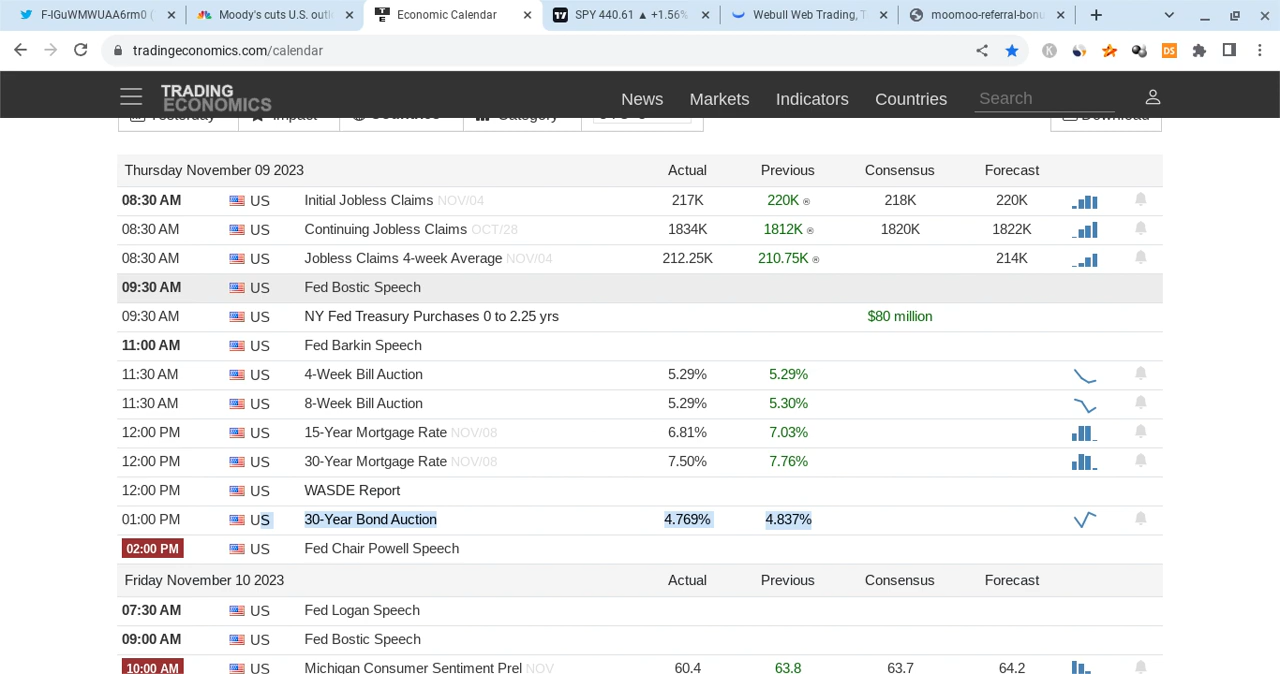 F-IGuWMWUAA6rm0 (
Moody's cuts U.S. outl
Economic Calendar
SPY 440.61 ▲ +1.56%
Webull Web Trading, T
moomoo-referral-bonu
tradingeconomics.com/calendar
K
DS
TRADING ECONOMICS
News Markets Indicators Countries Search
Yesterday Impact Countries Category Download
Thursday November 09 2023 Actual Previous Consensus Forecast
08:30 AM US Initial Jobless Claims NOV/04 217K 220K ® 218K 220K
08:30 AM US Continuing Jobless Claims OCT/28 1834K 1812K ® 1820K 1822K
08:30 AM US Jobless Claims 4-week Average NOV/04 212.25K 210.75K ® 214K
09:30 AM US Fed Bostic Speech
09:30 AM US NY Fed Treasury Purchases 0 to 2.25 yrs $80 million
11:00 AM US Fed Barkin Speech
11:30 AM US 4-Week Bill Auction 5.29% 5.29%
11:30 AM US 8-Week Bill Auction 5.29% 5.30%
12:00 PM US 15-Year Mortgage Rate NOV/08 6.81% 7.03%
12:00 PM US 30-Year Mortgage Rate NOV/08 7.50% 7.76%
12:00 PM US WASDE Report
01:00 PM US 30-Year Bond Auction 4.769% 4.837%
02:00 PM US Fed Chair Powell Speech
Friday November 10 2023 Actual Previous Consensus Forecast
07:30 AM US Fed Logan Speech
09:00 AM US Fed Bostic Speech
10:00 AM US Michigan Consumer Sentiment Prel NOV 60.4 63.8 63.7 64.2